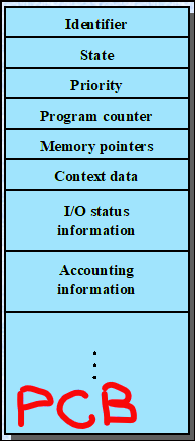 Identifier
State
Priority
Program counter
Memory pointers
Context data
I/O status
information
Accounting
information
PCB